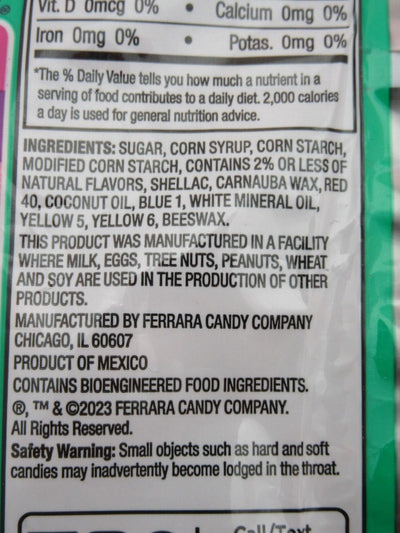 Vit. D 0mcg 0% • Calcium 0mg 0%
Iron 0mg 0% • Potas. 0mg 0%
*The % Daily Value tells you how much a nutrient in a
serving of food contributes to a daily diet. 2,000 calories
a day is used for general nutrition advice.
INGREDIENTS: SUGAR, CORN SYRUP, CORN STARCH,
MODIFIED CORN STARCH, CONTAINS 2% OR LESS OF
NATURAL FLAVORS, SHELLAC, CARNAUBA WAX, RED
40, COCONUT OIL, BLUE 1, WHITE MINERAL OIL,
YELLOW 5, YELLOW 6, BEESWAX.
THIS PRODUCT WAS MANUFACTURED IN A FACILITY
WHERE MILK, EGGS, TREE NUTS, PEANUTS, WHEAT
AND SOY ARE USED IN THE PRODUCTION OF OTHER
PRODUCTS.
MANUFACTURED BY FERRARA CANDY COMPANY
CHICAGO, IL 60607
PRODUCT OF MEXICO
CONTAINS BIOENGINEERED FOOD INGREDIENTS.
®, ™ & ©2023 FERRARA CANDY COMPANY.
All Rights Reserved.
Safety Warning: Small objects such as hard and soft
candies may inadvertently become lodged in the throat.
Call/Text